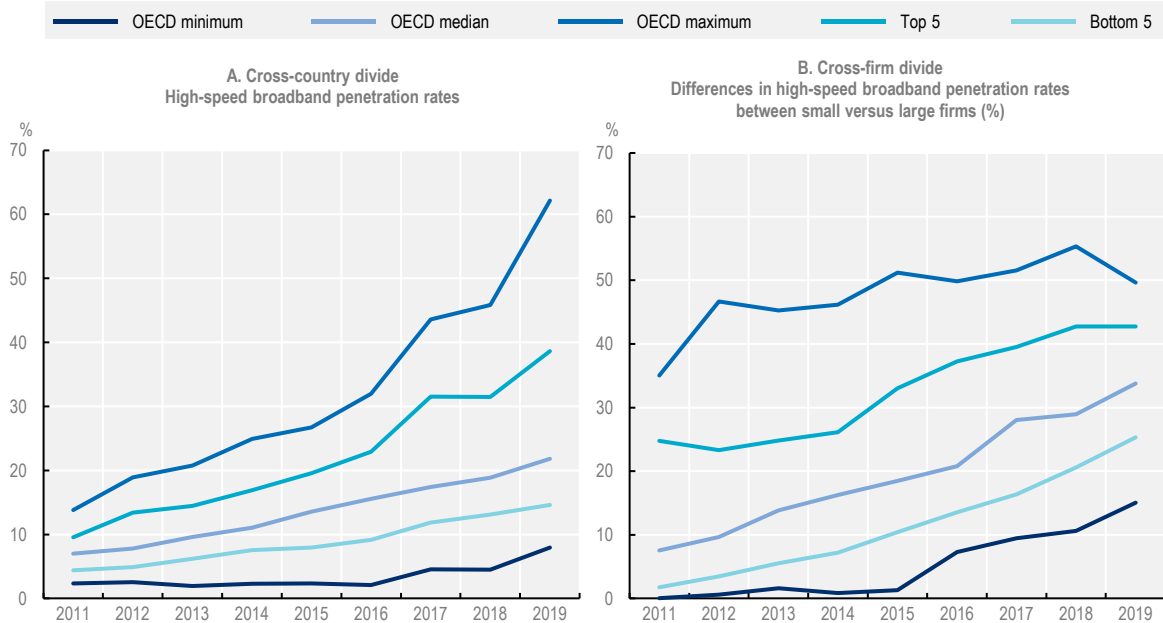 OECD minimum OECD median OECD maximum Top 5 Bottom 5
A. Cross-country divide
High-speed broadband penetration rates
%
70
60
50
40
30
20
10
0
2011 2012 2013 2014 2015 2016 2017 2018 2019
B. Cross-firm divide
Differences in high-speed broadband penetration rates
between small versus large firms (%)
%
70
60
50
40
30
20
10
0
2011 2012 2013 2014 2015 2016 2017 2018 2019